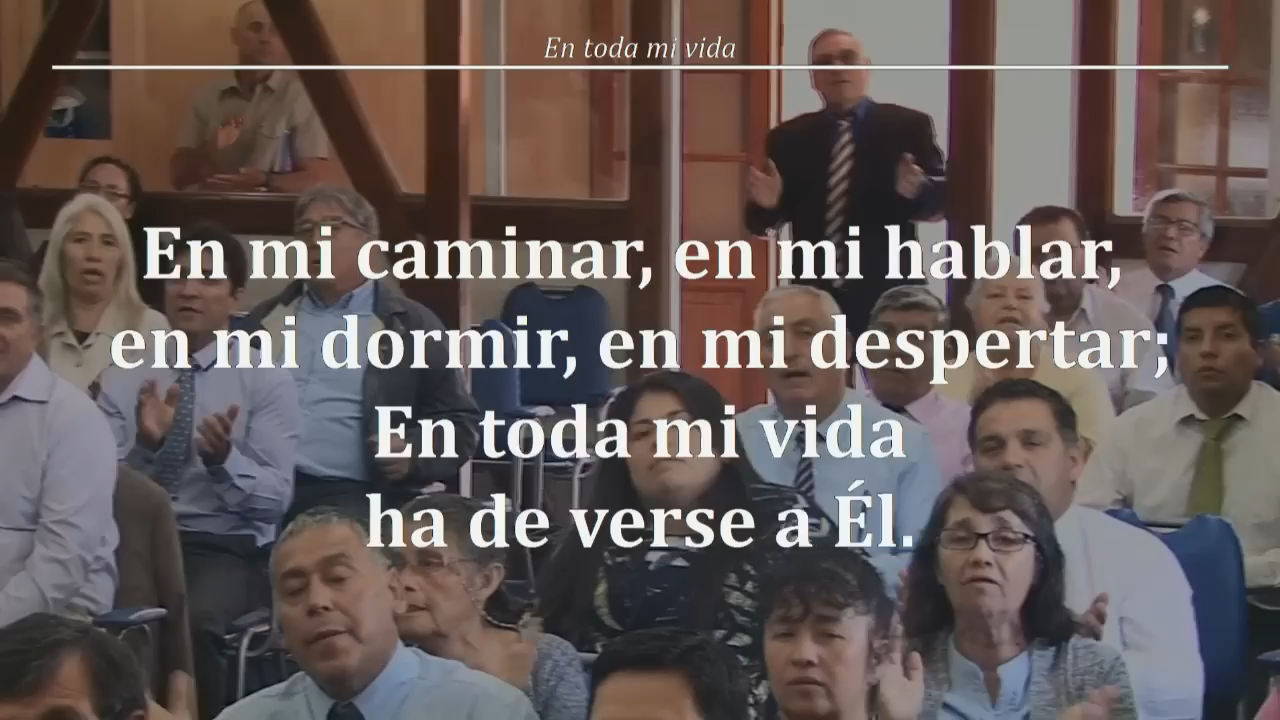 En toda mi vida
En mi caminar, en mi hablar,
en mi dormir, en mi despertar;
En toda mi vida
ha de verse a Él.